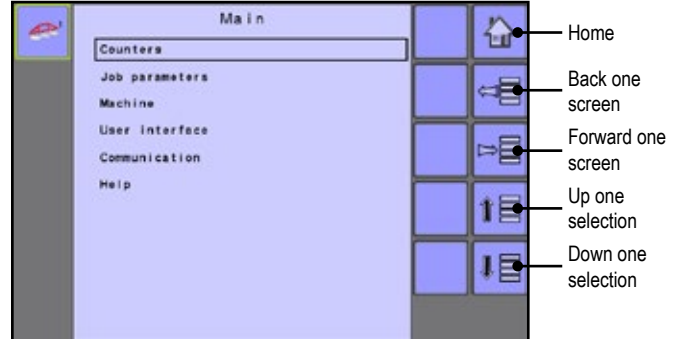 Main
Counters
Job parameters
Machine
User interface
Communication
Help
Home
Back one
screen
Forward one
screen
Up one
selection
Down one
selection